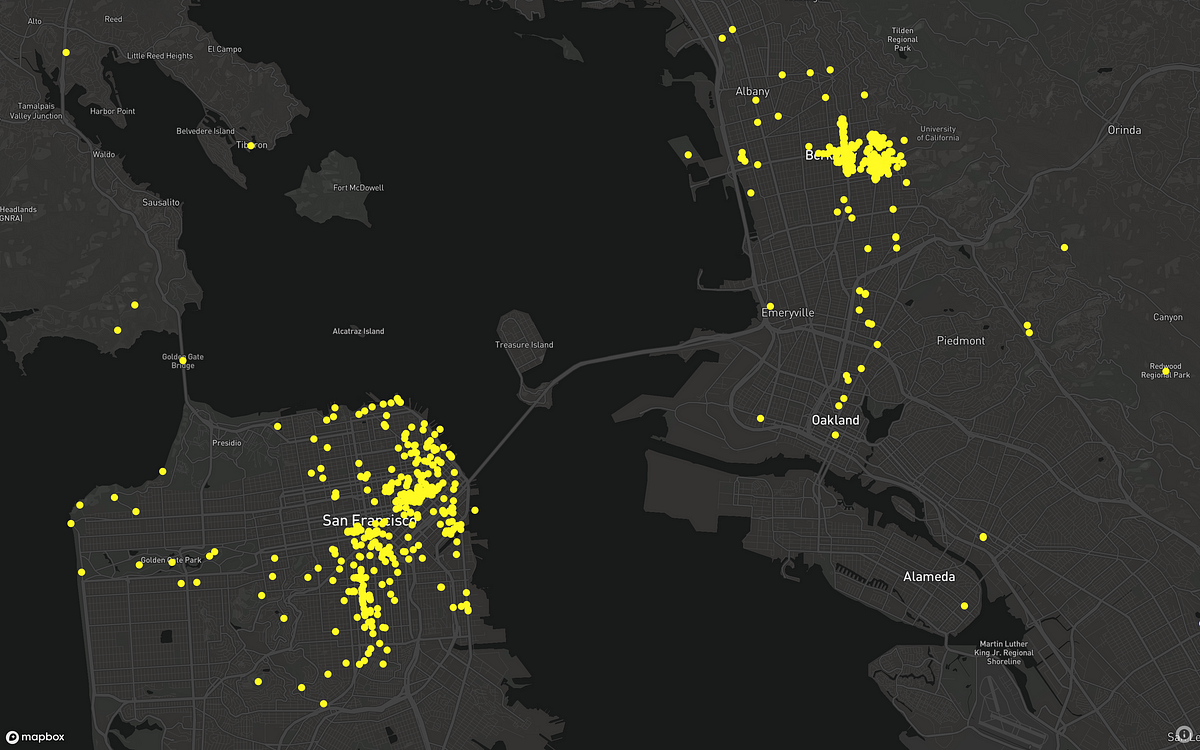 Alto
Reed
Little Reed Heights
El Campo
Tamalpais
Valley Junction
Harbor Point
Belvedere Island
Tiburon
Waldo
Fort McDowell
Sausalito
Headlands
GNRA)
Alcatraz Island
Golden Gate
Bridge
Treasure Island
Presidio
San Francisco
Golden Gate Park
Tilden
Regional
Park
Albany
University
of California
Orinda
Berk
Emeryville
Piedmont
Canyon
Redwood
Regional Park
Oakland
Alameda
Martin Luther
King Jr. Regional
Shoreline
mapbox